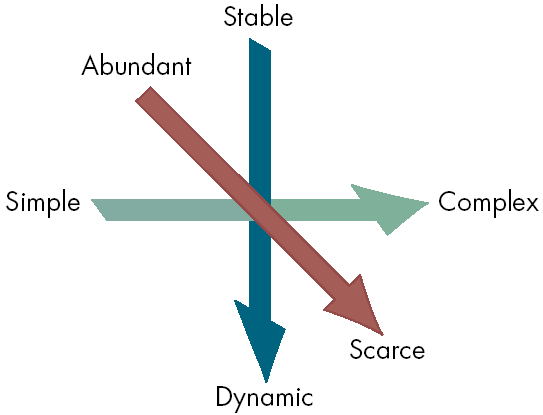 Stable
Abundant
Simple
Complex
Scarce
Dynamic